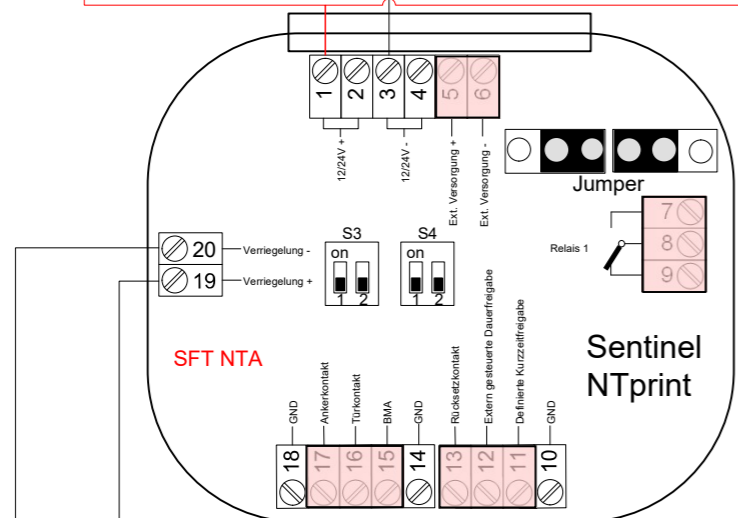 1 2 3 4 5 6
12/24V +
12/24V -
Ext. Versorgung +
Ext. Versorgung -
Jumper
7
Relais 1 8
9
20 Verriegelung -
19 Verriegelung +
S3
on
1 2
S4
on
1 2
SFT NTA
Sentinel
NTprint
GND
Ankerkontakt
Türkontakt
BMA
GND
Rücksetzkontakt
Extern gesteuerte Dauerfreigabe
Definierte Kurzzeitfreigabe
GND
18 17 16 15 14 13 12 11 10